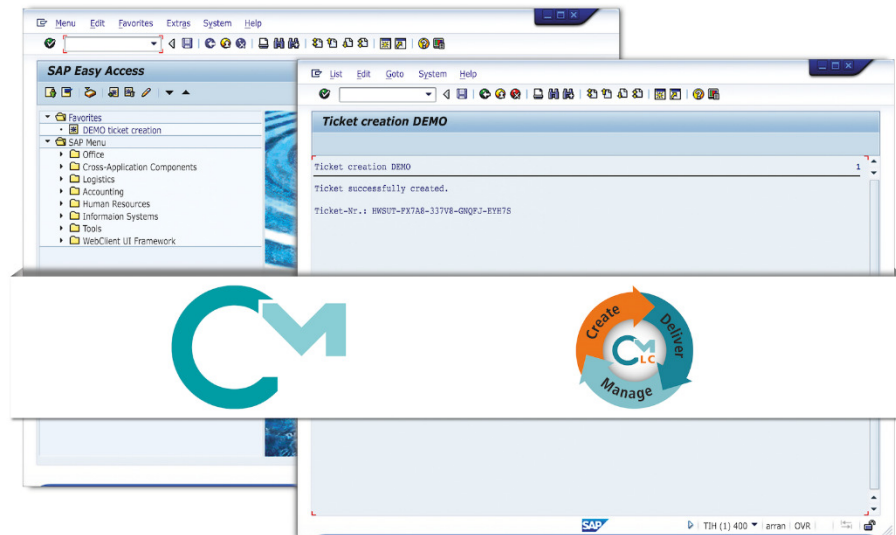 Menu Edit Favorites Extras System Help
SAP Easy Access
Favorites
DEMO ticket creation
SAP Menu
Office
Cross-Application Components
Logistics
Accounting
Human Resources
Informaion Systems
Tools
WebClient UI Framework
List Edit Goto System Help
Ticket creation DEMO
Ticket creation DEMO 1
Ticket successfully created.
Ticket-Nr.: HWSUT-FX7A8-337V8-GNQFJ-HYH7S
CM
Create
Deliver
Manage
CM
LC
SAP
TIH (1) 400 arran OVR